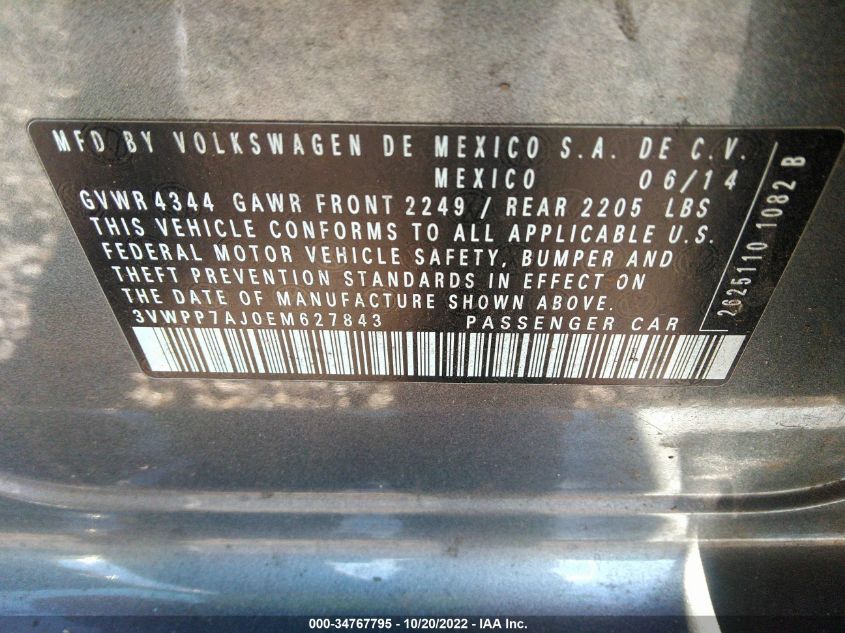 MFD.BY VOLKSWAGEN DE MEXICO S.A. DE C.V.
MEXICO 06/14
GVWR 4344 GAWR FRONT 2249 / REAR 2205 LBS
THIS VEHICLE CONFORMS TO ALL APPLICABLE U.S.
FEDERAL MOTOR VEHICLE SAFETY, BUMPER AND
THEFT PREVENTION STANDARDS IN EFFECT ON
THE DATE OF MANUFACTURE SHOWN ABOVE.
3VWPP7AJ0EM627843 PASSENGER CAR
2625110 1082 B
000-34767795 - 10/20/2022 - IAA Inc.